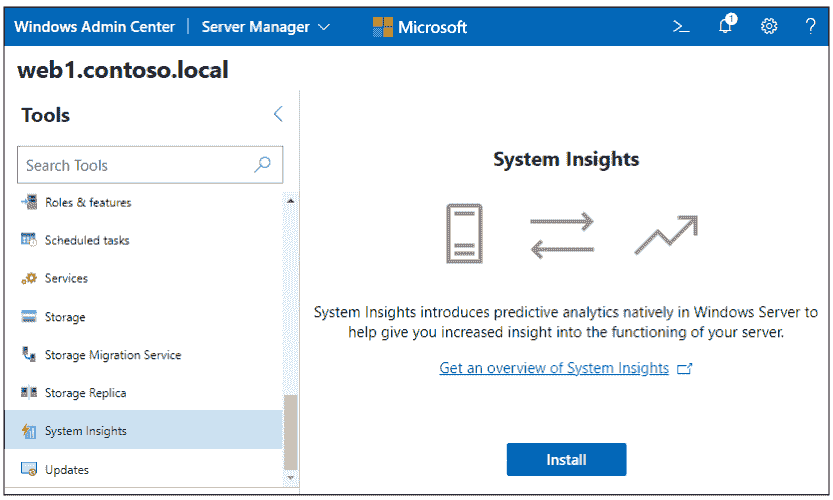 Windows Admin Center | Server Manager Microsoft 1 ?
web1.contoso.local
Tools
Search Tools
Roles & features
Scheduled tasks
Services
Storage
Storage Migration Service
Storage Replica
System Insights
Updates
System Insights
System Insights introduces predictive analytics natively in Windows Server to
help give you increased insight into the functioning of your server.
Get an overview of System Insights
Install